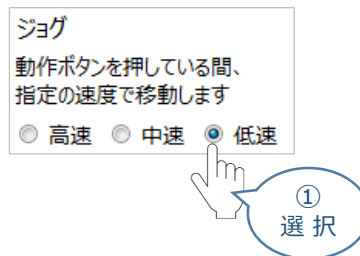 ジョグ
動作ボタンを押している間、
指定の速度で移動します
高速 中速 低速
①
選 択